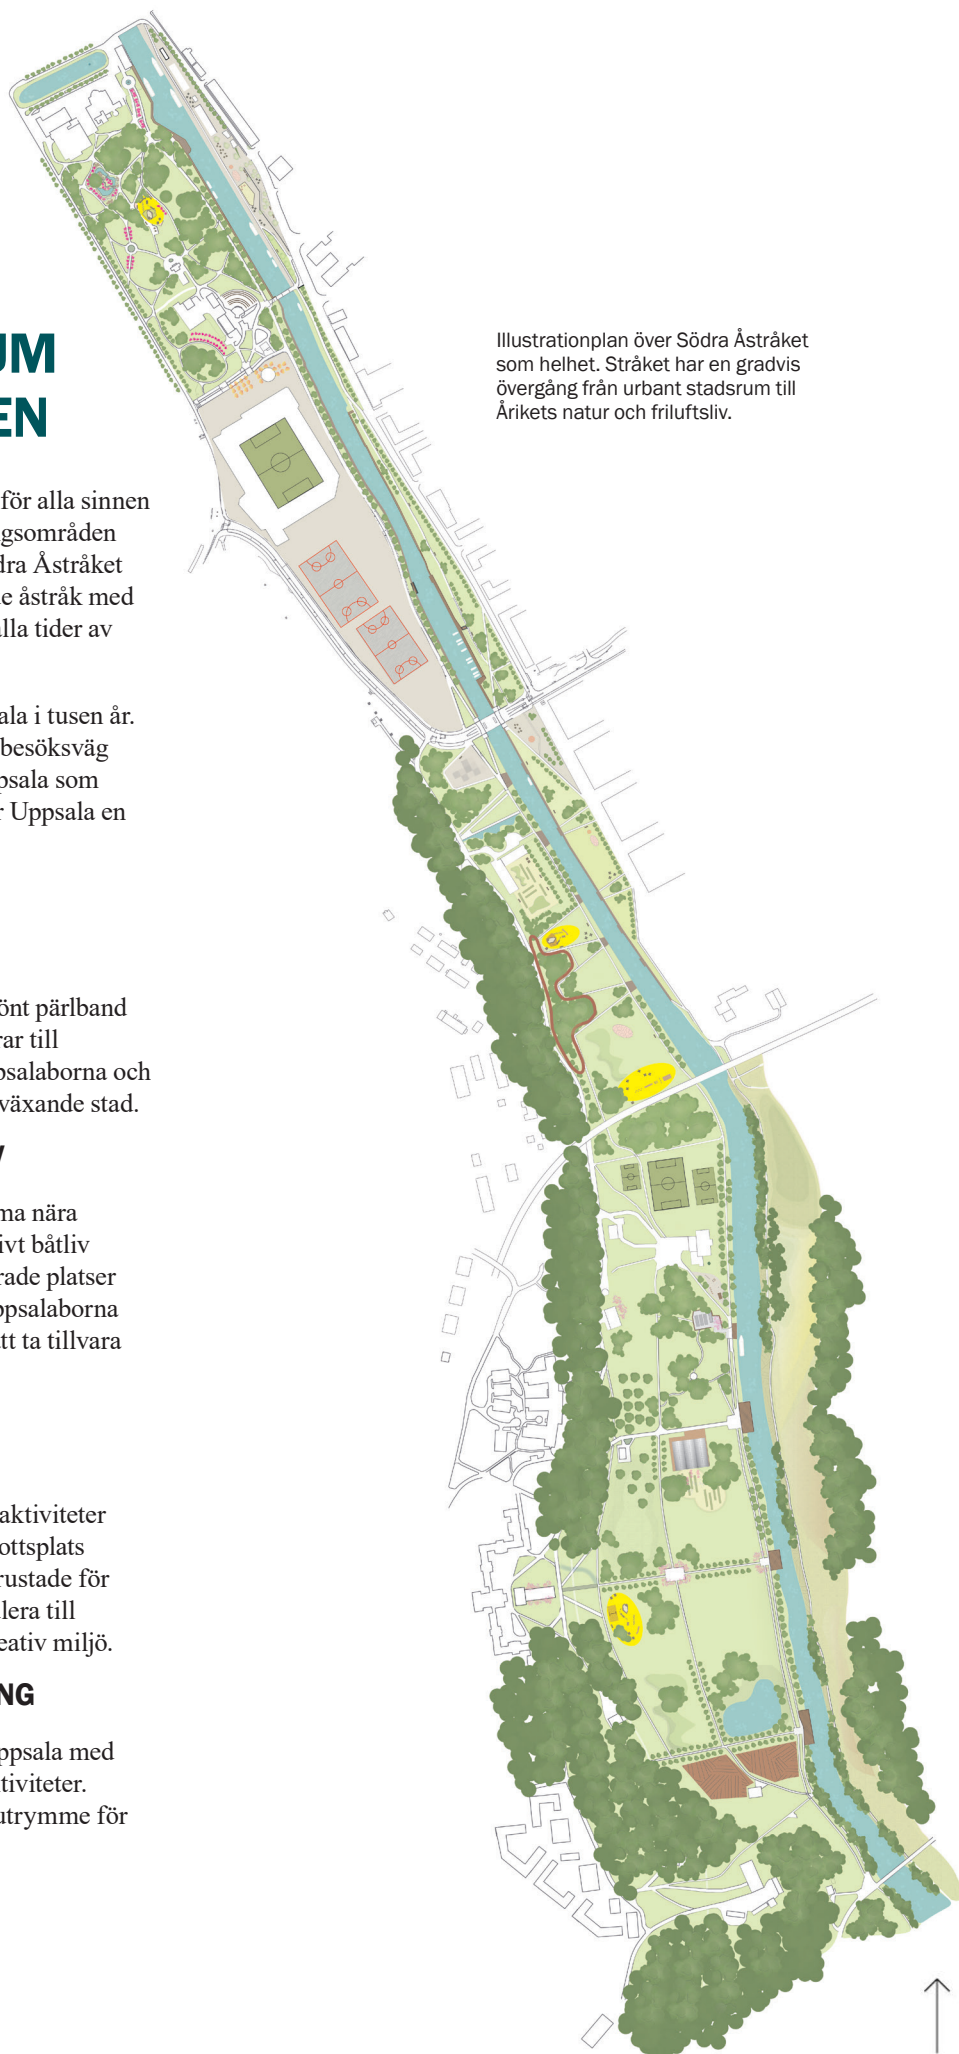 UM
EN
för alla sinnen
gsområden
dra Åstråket
e åstråk med
alla tider av
ala i tusen år.
besöksväg
psala som
r Uppsala en
Illustrationplan över Södra Åstråket
som helhet. Stråket har en gradvis
övergång från urbant stadsrum till
Årikets natur och friluftsliv.
önt pärlband
rar till
psalaborna och
växande stad.
V
ma nära
ivt båtliv
rade platser
ppsalaborna
tt ta tillvara
aktiviteter
ottsplats
rustade för
lera till
eativ miljö.
NG
ppsala med
tiviteter.
utrymme för